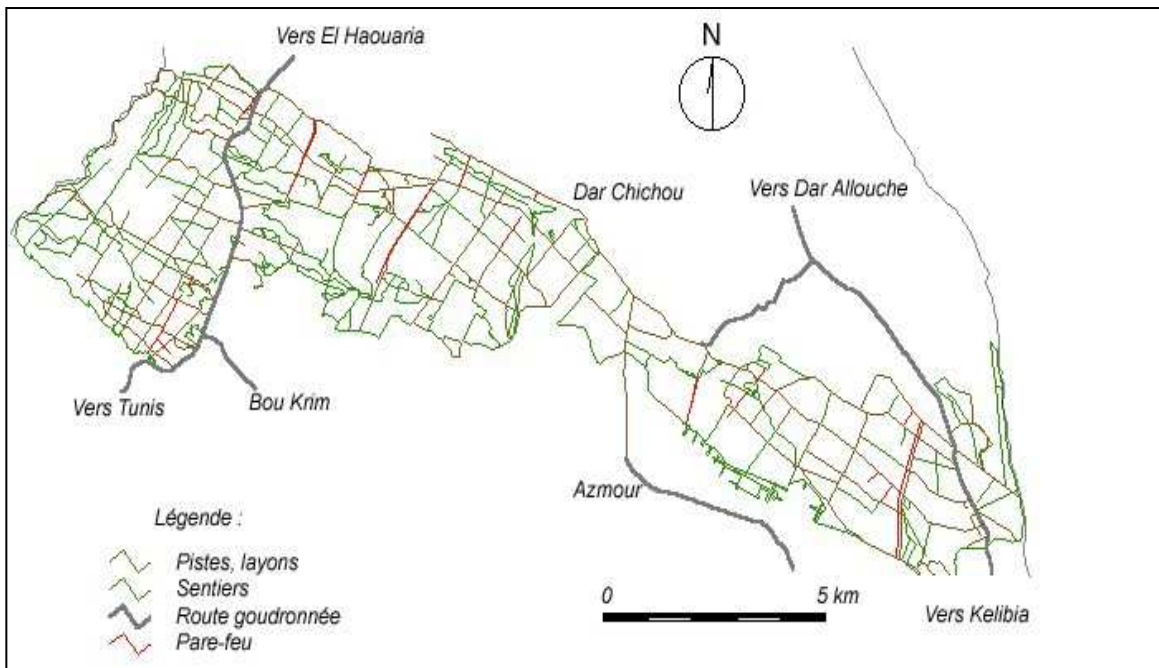 Vers El Haouaria
N
Dar Chichou
Vers Dar Allouche
Vers Tunis
Bou Krim
Azmour
Légende :
Pistes, layons
Sentiers
Route goudronnée
Pare-feu
0 5 km
Vers Kelibia